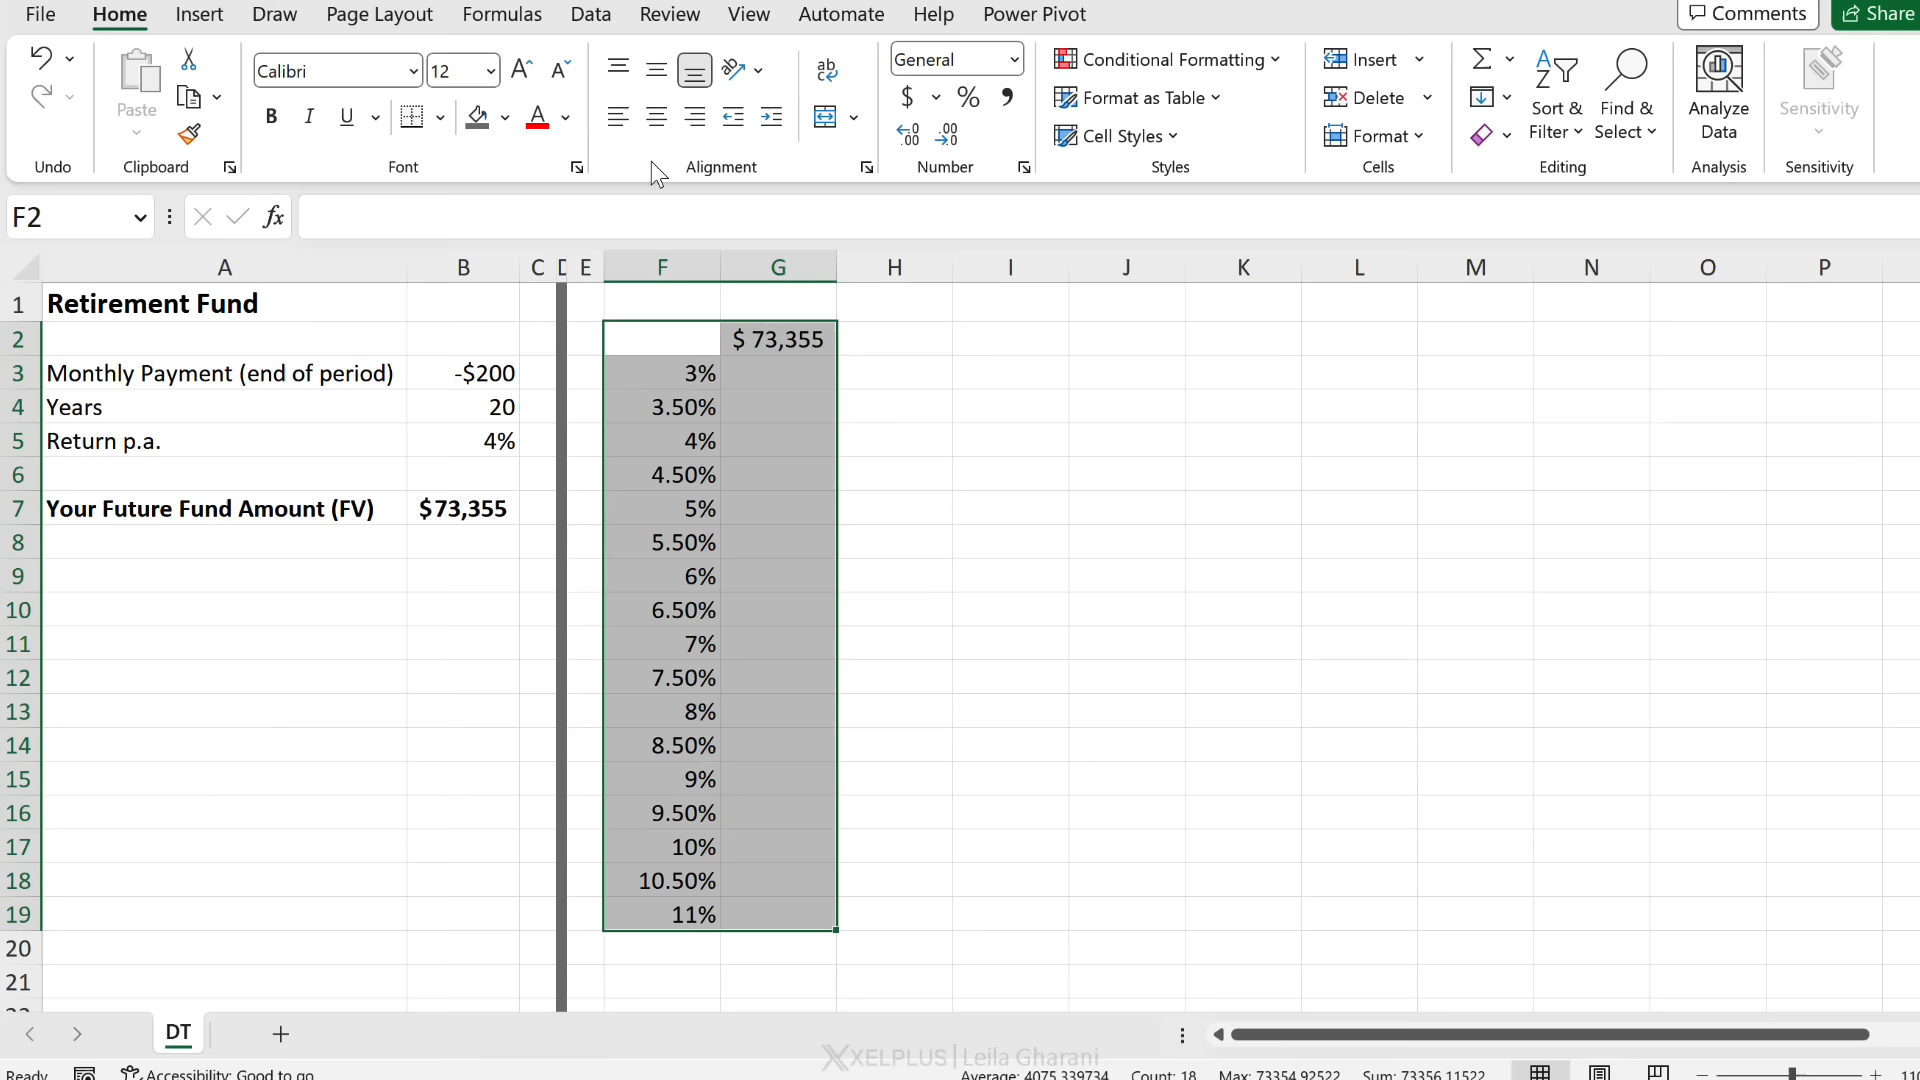 File Home Insert Draw Page Layout Formulas Data Review View Automate Help Power Pivot Comments Share
Calibri 12 General Conditional Formatting Insert
Paste Format as Table Delete Sort & Filter Find & Select Analyze Data Sensitivity
B I U A Cell Styles Format
Undo Clipboard Font Alignment Number Styles Cells Editing Analysis Sensitivity
F2 fx
A B C D E F G H I J K L M N O P
1 Retirement Fund
2 $ 73,355
3 Monthly Payment (end of period) -$200 3%
4 Years 20 3.50%
5 Return p.a. 4% 4%
6 4.50%
7 Your Future Fund Amount (FV) $73,355 5%
8 5.50%
9 6%
10 6.50%
11 7%
12 7.50%
13 8%
14 8.50%
15 9%
16 9.50%
17 10%
18 10.50%
19 11%
20
21
22
DT
XELPLUS | Leila Gharani
Ready Accessibility: Good to go Average: 4075.339734 Count: 18 Max: 73354.92522 Sum: 73356.11522